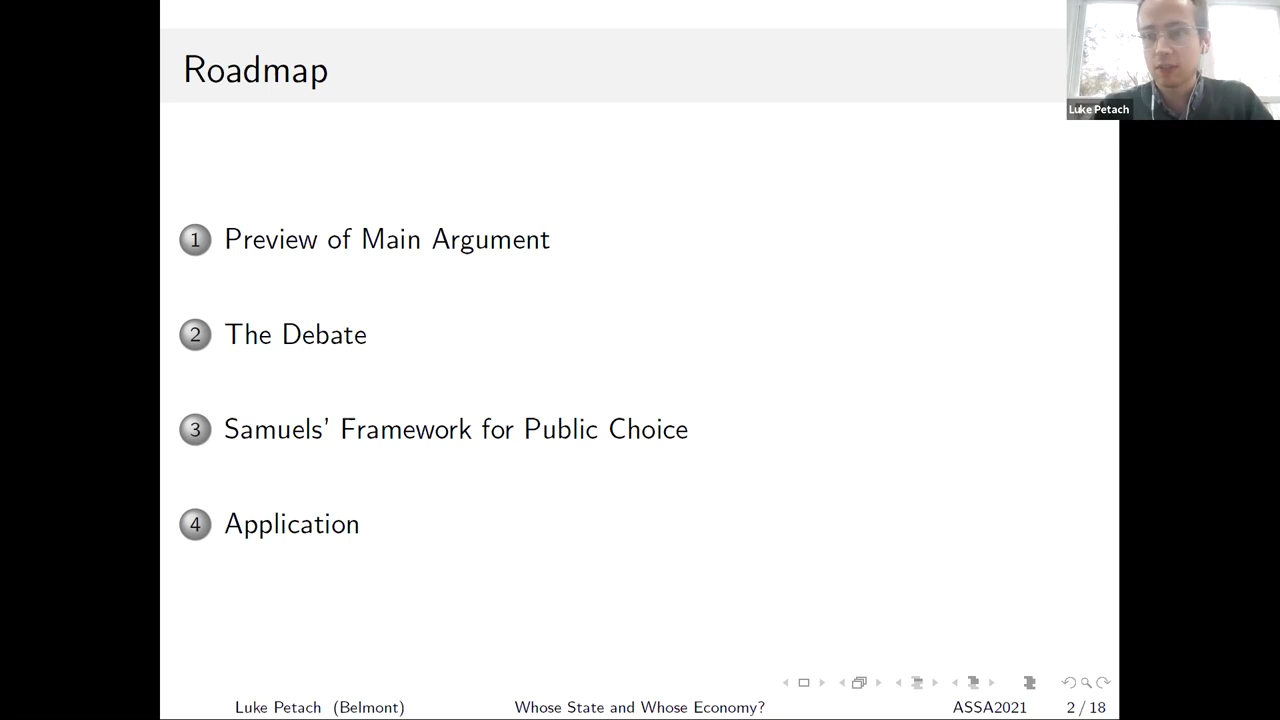 Roadmap
Luke Petach
1 Preview of Main Argument
2 The Debate
3 Samuels' Framework for Public Choice
4 Application
Luke Petach (Belmont) Whose State and Whose Economy? ASSA2021 2 / 18